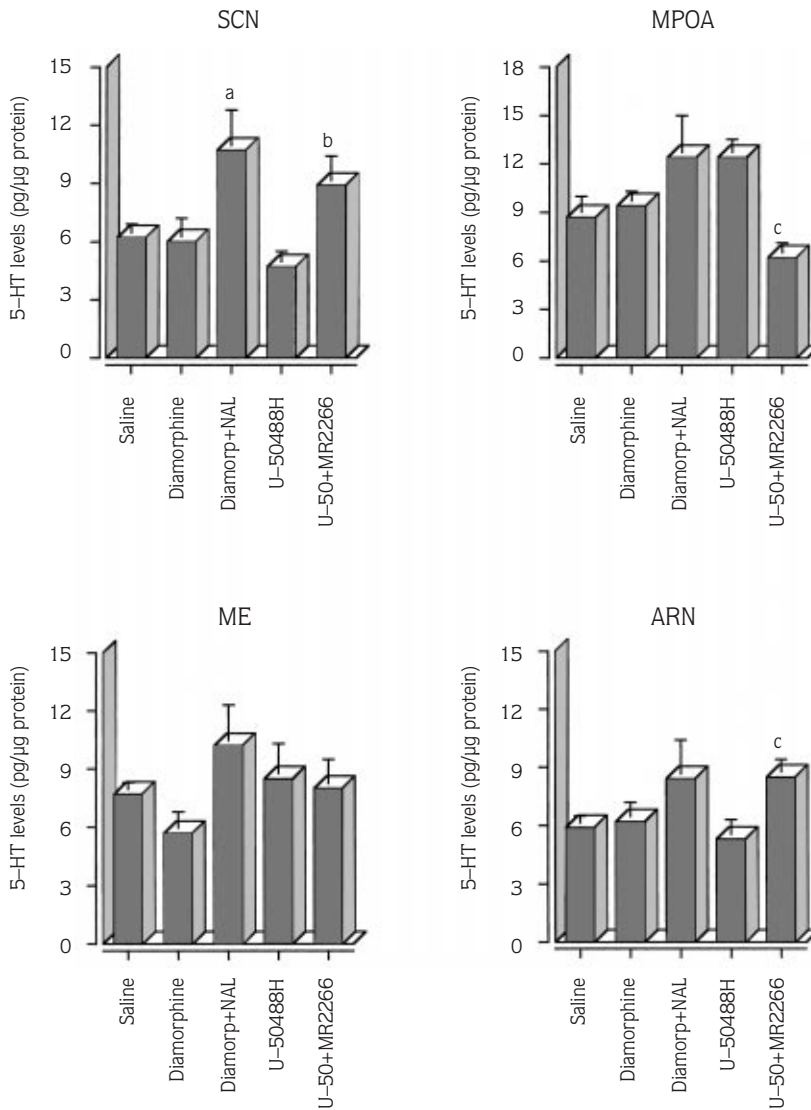 SCN
5–HT levels (pg/µg protein)
15
12
9
6
3
0
a
b
Saline
Diamorphine
Diamorp+NAL
U–50488H
U–50+MR2266
MPOA
5–HT levels (pg/µg protein)
18
15
12
9
6
3
0
c
Saline
Diamorphine
Diamorp+NAL
U–50488H
U–50+MR2266
ME
5–HT levels (pg/µg protein)
15
12
9
6
3
0
Saline
Diamorphine
Diamorp+NAL
U–50488H
U–50+MR2266
ARN
5–HT levels (pg/µg protein)
15
12
9
6
3
0
c
Saline
Diamorphine
Diamorp+NAL
U–50488H
U–50+MR2266